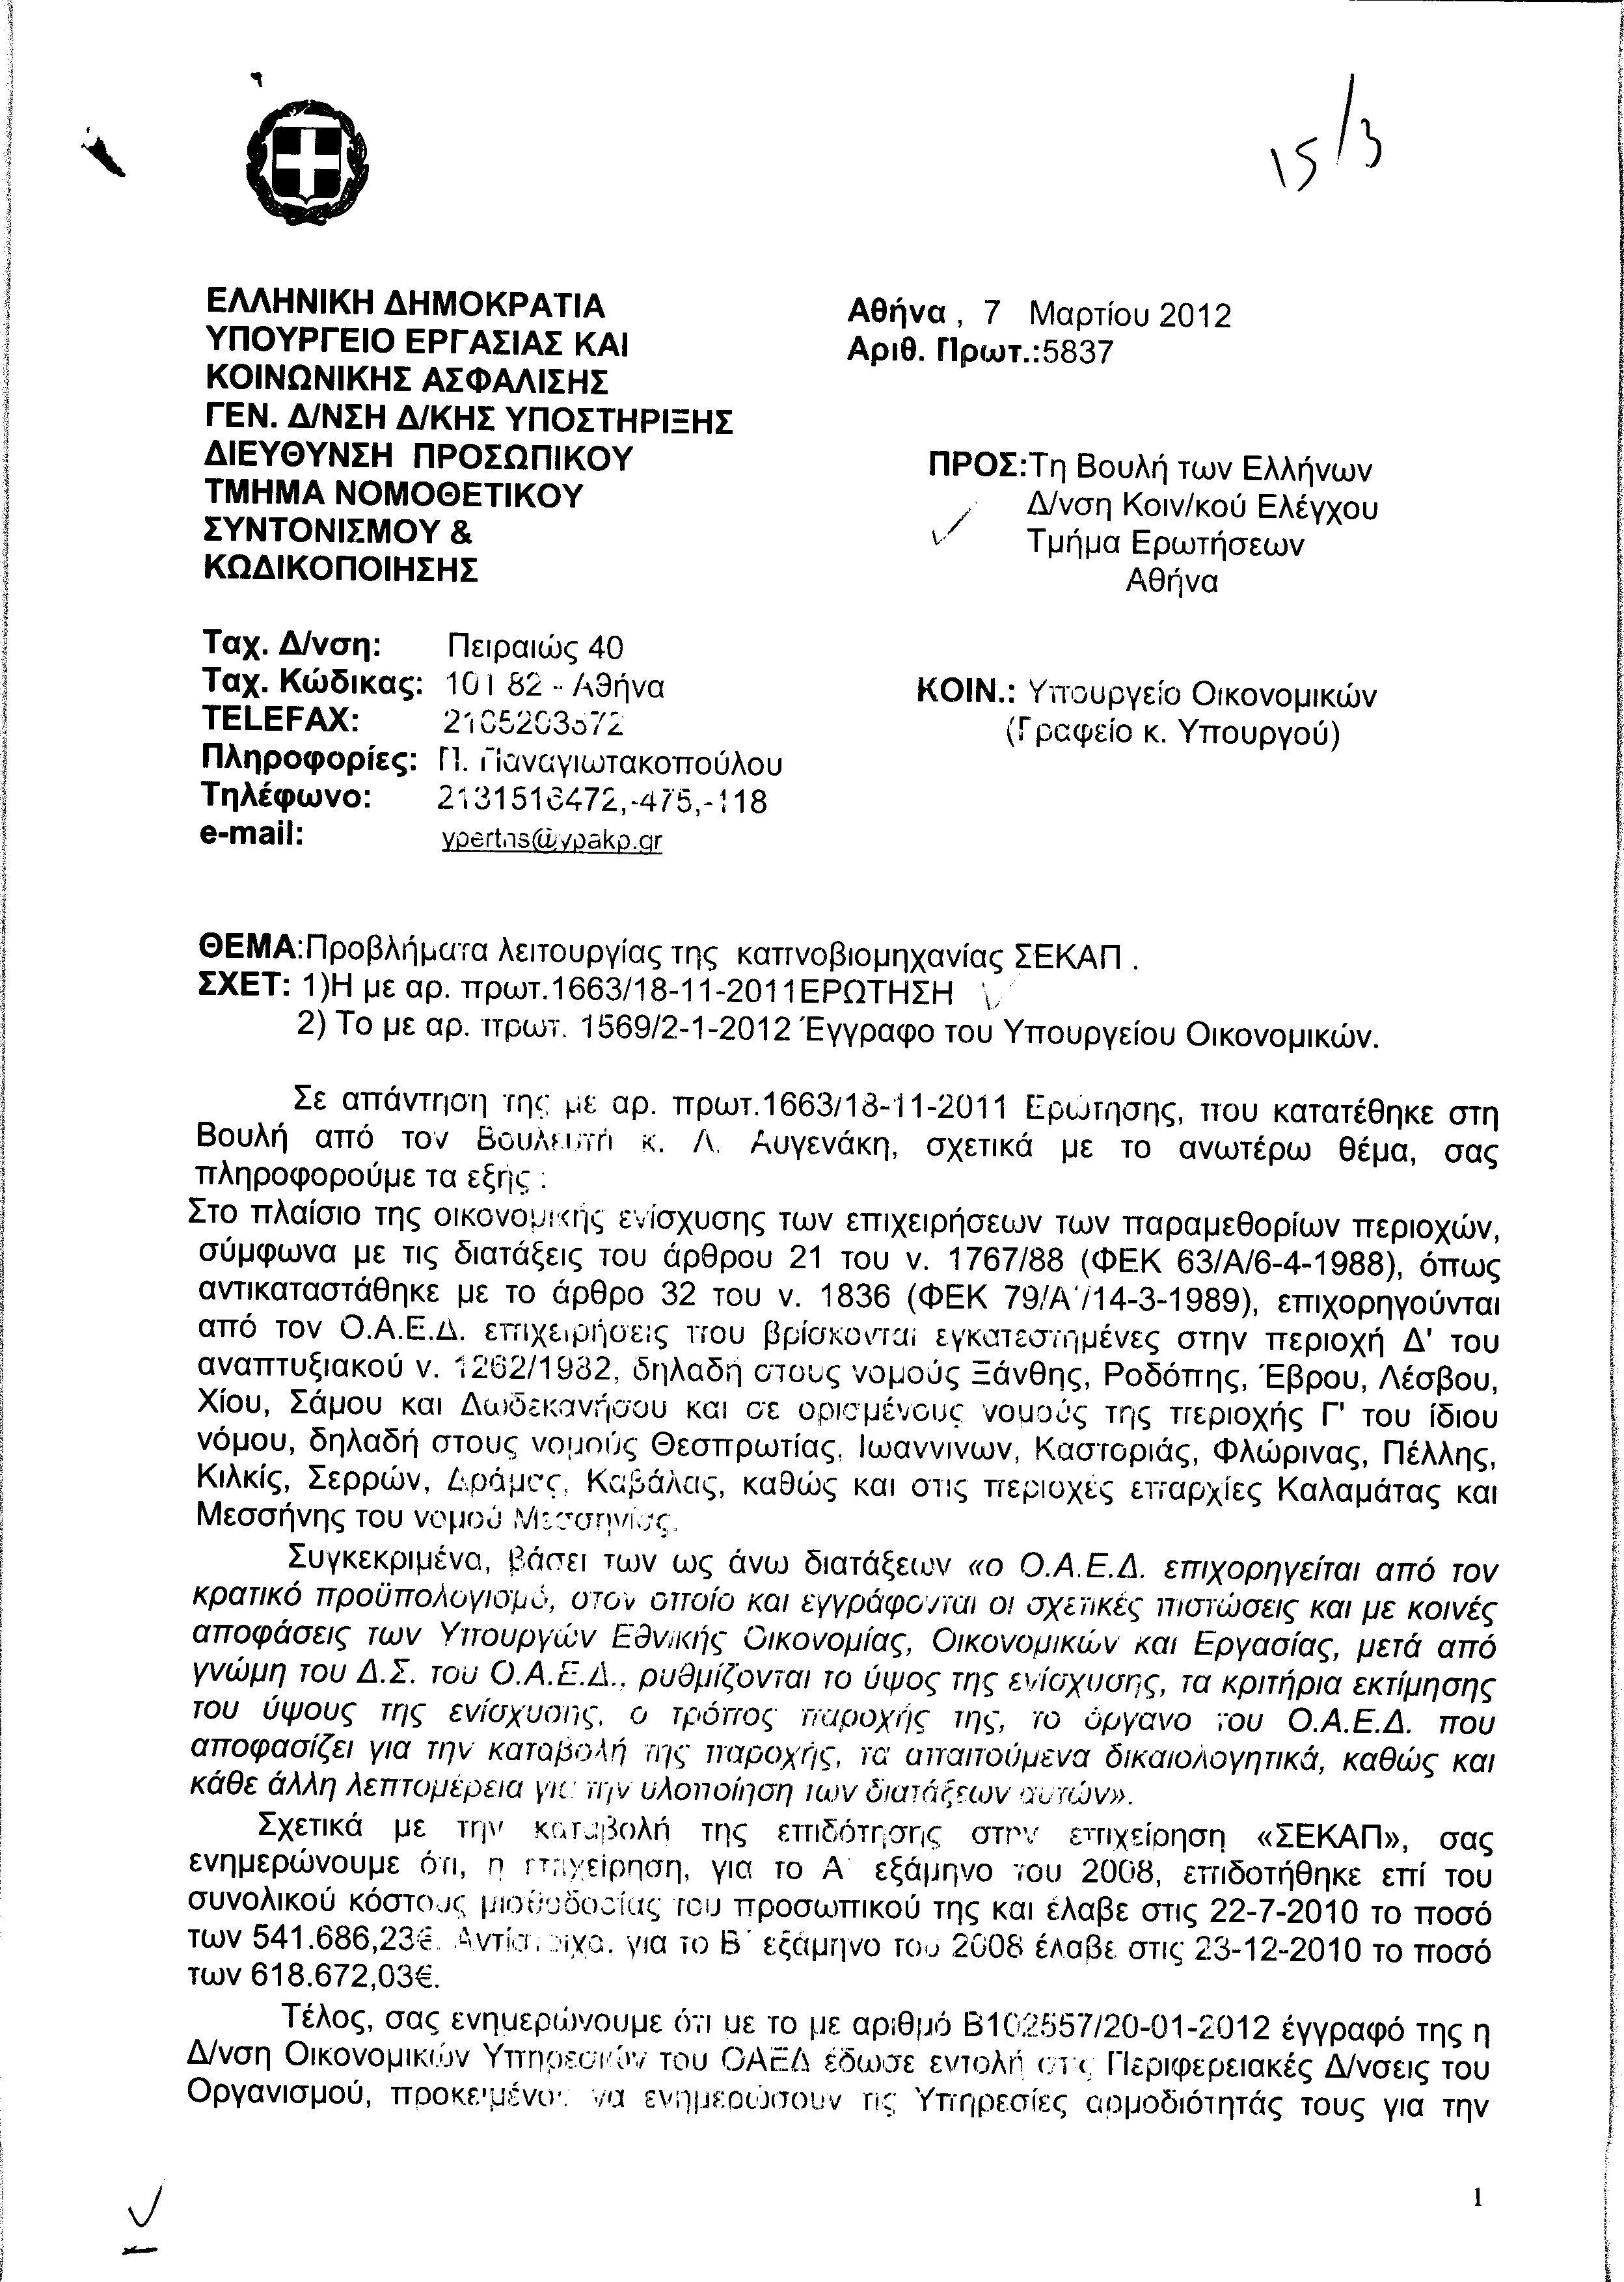 15/3
ΕΛΛΗΝΙΚΗ ΔΗΜΟΚΡΑΤΙΑ
ΥΠΟΥΡΓΕΙΟ ΕΡΓΑΣΙΑΣ ΚΑΙ
ΚΟΙΝΩΝΙΚΗΣ ΑΣΦΑΛΙΣΗΣ
ΓΕΝ. Δ/ΝΣΗ Δ/ΚΗΣ ΥΠΟΣΤΗΡΙΞΗΣ
ΔΙΕΥΘΥΝΣΗ ΠΡΟΣΩΠΙΚΟΥ
ΤΜΗΜΑ ΝΟΜΟΘΕΤΙΚΟΥ
ΣΥΝΤΟΝΙΣΜΟΥ &
ΚΩΔΙΚΟΠΟΙΗΣΗΣ
Ταχ. Δ/νση: Πειραιώς 40
Ταχ. Κώδικας: 101 82 - Αθήνα
TELEFAX:
Πληροφορίες: Π. Παναγιωτακοπούλου
Τηλέφωνο: 2131516472,-475,-118
e-mail:
Αθήνα , 7 Μαρτίου 2012
Αριθ. Πρωτ.:5837
ΠΡΟΣ:Τη Βουλή των Ελλήνων
Δ/νση Κοιν/κού Ελέγχου
Τμήμα Ερωτήσεων
Αθήνα
ΚΟΙΝ.: Υπουργείο Οικονομικών
(Γραφείο κ. Υπουργού)
ΘΕΜΑ:Προβλήματα λειτουργίας της καπνοβιομηχανίας ΣΕΚΑΠ .
ΣΧΕΤ: 1)Η με αρ. πρωτ.1663/18-11-2011ΕΡΩΤΗΣΗ
2) Το με αρ. πρωτ. 1569/2-1-2012 Έγγραφο του Υπουργείου Οικονομικών.
Σε απάντηση της με αρ. πρωτ.1663/18-11-2011 Ερώτησης, που κατατέθηκε στη
Βουλή από τον Βουλευτή κ. Λ. Αυγενάκη, σχετικά με το ανωτέρω θέμα, σας
πληροφορούμε τα εξής :
Στο πλαίσιο της οικονομικής ενίσχυσης των επιχειρήσεων των παραμεθορίων περιοχών,
σύμφωνα με τις διατάξεις του άρθρου 21 του ν. 1767/88 (ΦΕΚ 63/Α/6-4-1988), όπως
αντικαταστάθηκε με το άρθρο 32 του ν. 1836 (ΦΕΚ 79/Α'/14-3-1989), επιχορηγούνται
από τον Ο.Α.Ε.Δ. επιχειρήσεις που βρίσκονται εγκατεστημένες στην περιοχή Δ' του
αναπτυξιακού ν. 1262/1982, δηλαδή στους νομούς Ξάνθης, Ροδόπης, Έβρου, Λέσβου,
Χίου, Σάμου και Δωδεκανήσου και σε ορισμένους νομούς της περιοχής Γ' του ίδιου
νόμου, δηλαδή στους νομούς Θεσπρωτίας, Ιωαννινων, Καστοριάς, Φλώρινας, Πέλλης,
Κιλκίς, Σερρών, Δράμας, Καβάλας, καθώς και στις περιοχές επαρχίες Καλαμάτας και
Μεσσήνης του νομού Μεσσηνίας.
Συγκεκριμένα, βάσει των ως άνω διατάξεων «ο Ο.Α.Ε.Δ. επιχορηγείται από τον
κρατικό προϋπολογισμό, στον οποίο και εγγράφονται οι σχετικές πιστώσεις και με κοινές
αποφάσεις των Υπουργών Εθνικής Οικονομίας, Οικονομικών και Εργασίας, μετά από
γνώμη του Δ.Σ. του Ο.Α.Ε.Δ., ρυθμίζονται το ύψος της ενίσχυσης, τα κριτήρια εκτίμησης
του ύψους της ενίσχυσης, ο τρόπος παροχής της, το όργανο του Ο.Α.Ε.Δ. που
αποφασίζει για την καταβολή της παροχής, τα απαιτούμενα δικαιολογητικά, καθώς και
κάθε άλλη λεπτομέρεια για την υλοποίηση των διατάξεων αυτών».
Σχετικά με την καταβολή της επιδότησης στην επιχείρηση «ΣΕΚΑΠ», σας
ενημερώνουμε ότι, η επιχείρηση, για το Α΄ εξάμηνο του 2008, επιδοτήθηκε επί του
συνολικού κόστους μισθοδοσίας του προσωπικού της και έλαβε στις 22-7-2010 το ποσό
των 541.686,23€. Αντίστοιχα, για το Β΄ εξάμηνο του 2008 έλαβε στις 23-12-2010 το ποσό
των 618.672,03€.
Τέλος, σας ενημερώνουμε ότι με το με αριθμό Β102557/20-01-2012 έγγραφό της η
Δ/νση Οικονομικών Υπηρεσιών του ΟΑΕΔ έδωσε εντολή στις Περιφερειακές Δ/νσεις του
Οργανισμού, προκειμένου να ενημερώσουν τις Υπηρεσίες αρμοδιότητάς τους για την
1